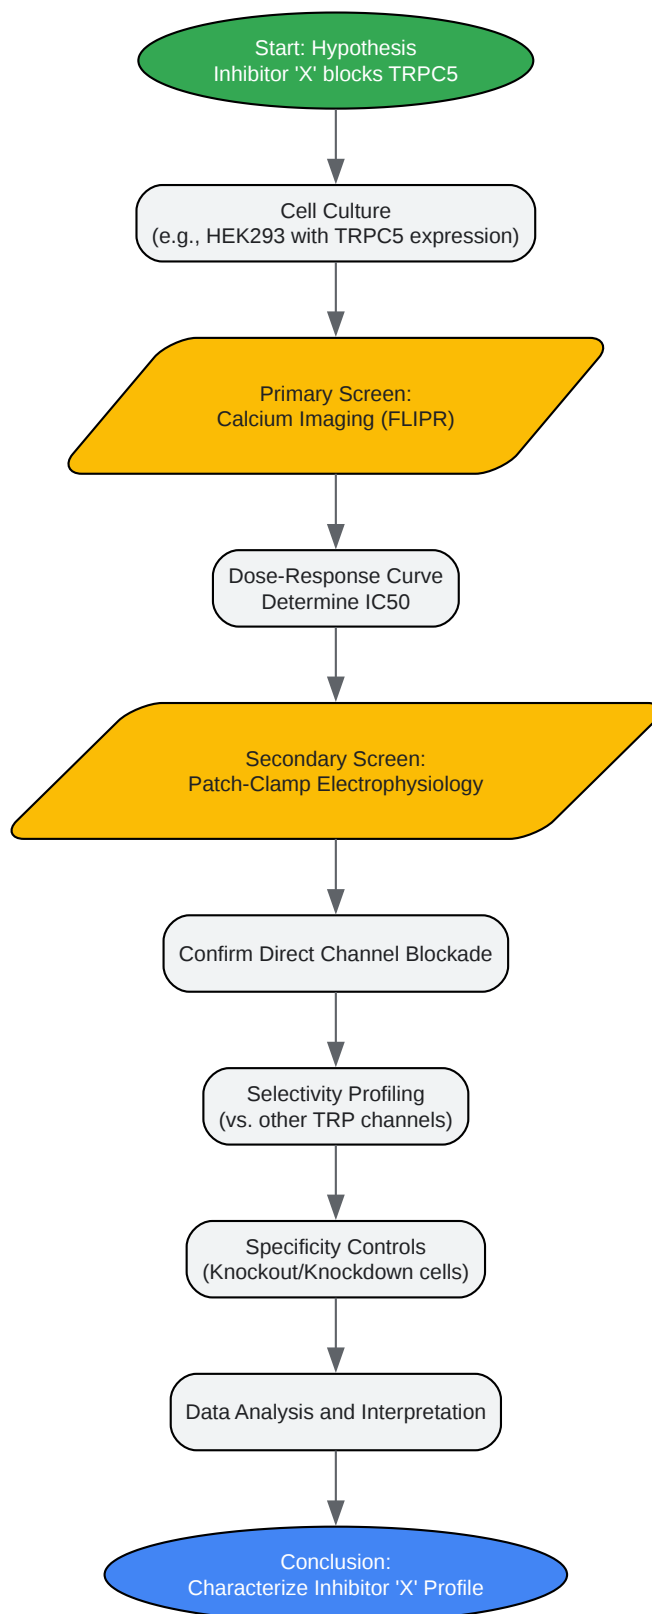 Start: Hypothesis
Inhibitor 'X' blocks TRPC5
Cell Culture
(e.g., HEK293 with TRPC5 expression)
Primary Screen:
Calcium Imaging (FLIPR)
Dose-Response Curve
Determine IC50
Secondary Screen:
Patch-Clamp Electrophysiology
Confirm Direct Channel Blockade
Selectivity Profiling
(vs. other TRP channels)
Specificity Controls
(Knockout/Knockdown cells)
Data Analysis and Interpretation
Conclusion:
Characterize Inhibitor 'X' Profile